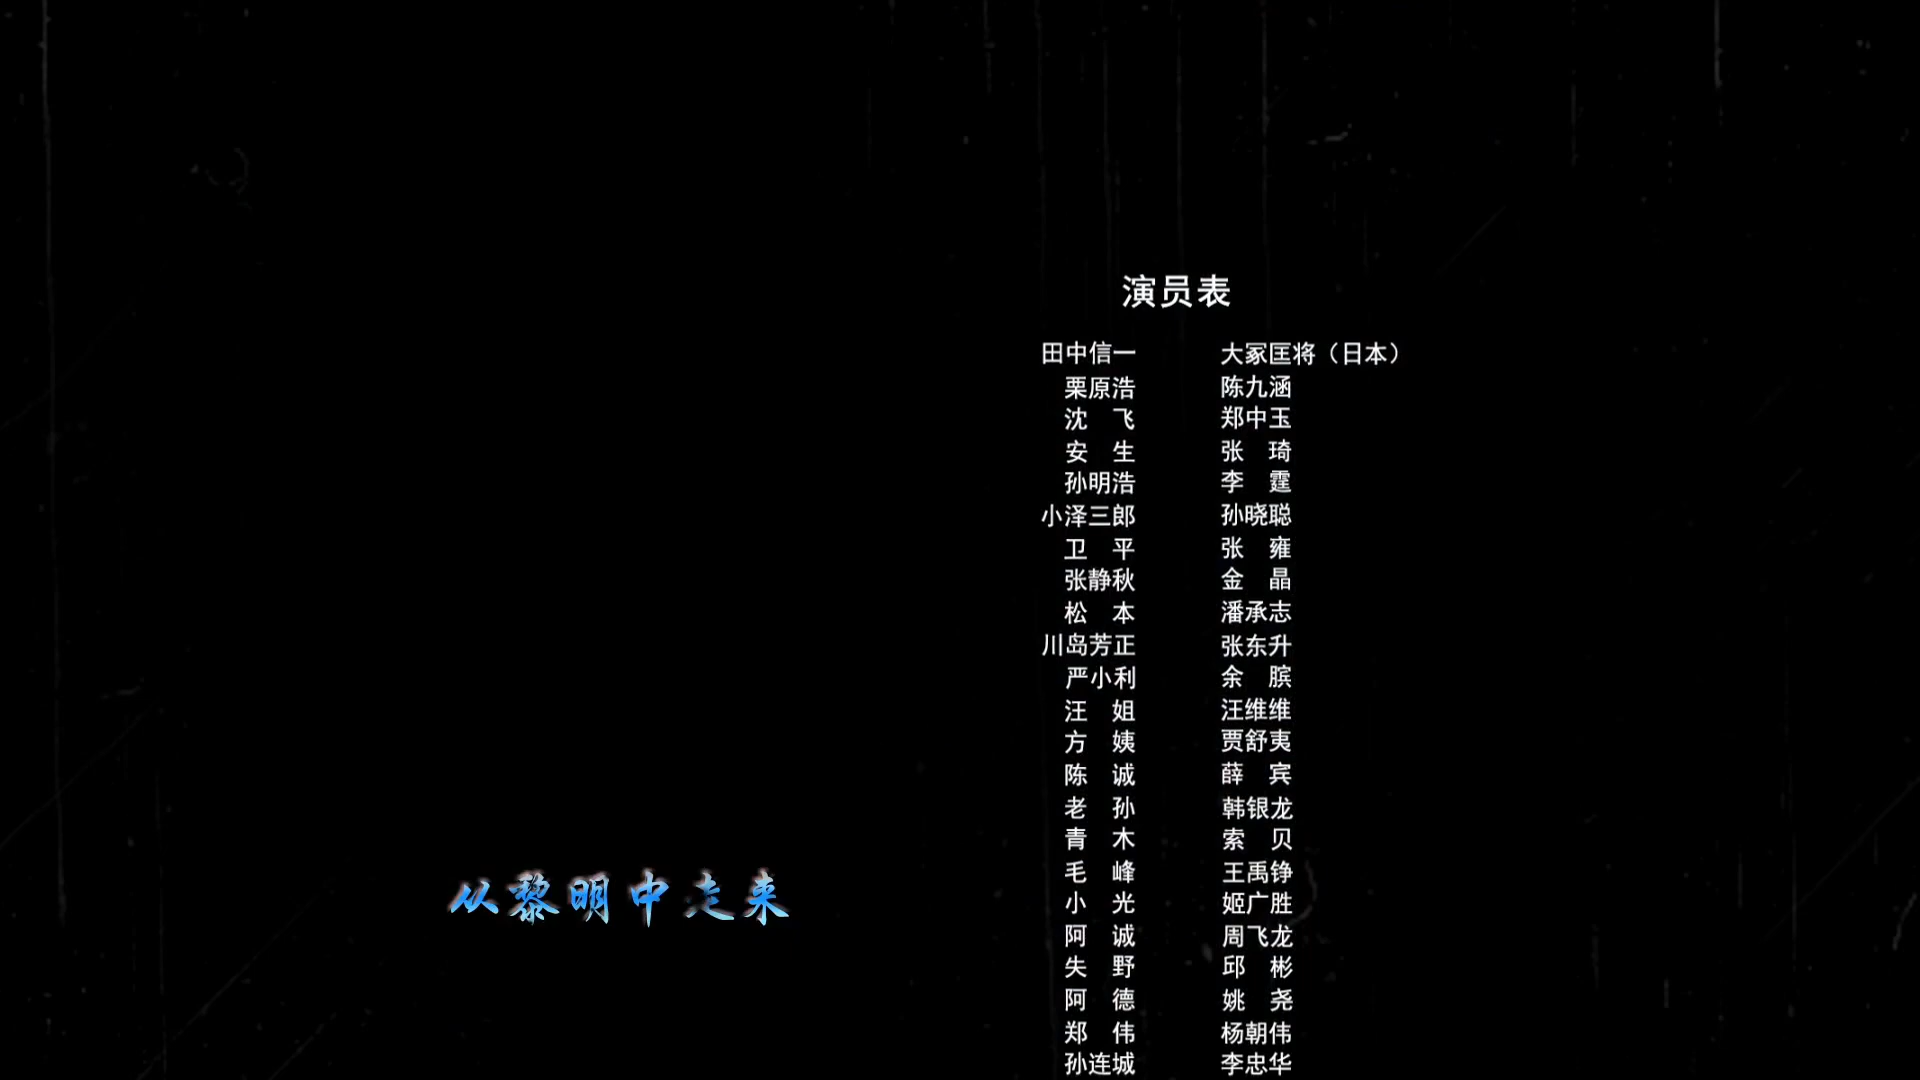 演员表
田中信一 大冢匡将（日本）
栗原浩 陈九涵
沈 飞 郑中玉
安 生 张 琦
孙明浩 李 霆
小泽三郎 孙晓聪
卫 平 张 雍
张静秋 金 晶
松 本 潘承志
川岛芳正 张东升
严小利 余 膑
汪 姐 汪维维
方 姨 贾舒夷
陈 诚 薛 宾
老 孙 韩银龙
青 木 索 贝
毛 峰 王禹铮
小 光 姬广胜
阿 诚 周飞龙
失 野 邱 彬
阿 德 姚 尧
郑 伟 杨朝伟
孙连城 李忠华
从黎明中走来